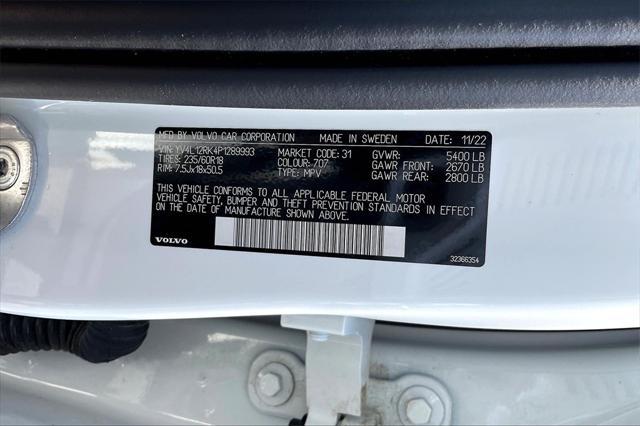 MFD BY VOLVO CAR CORPORATION MADE IN SWEDEN DATE: 11/22
VIN: YV4L12RK4P1289993 MARKET CODE: 31 GVWR: 5400 LB
TIRES: 235/60R18 COLOUR: 707 GAWR FRONT: 2670 LB
RIM: 7.5Jx18x50.5 TYPE: MPV GAWR REAR: 2800 LB
THIS VEHICLE CONFORMS TO ALL APPLICABLE FEDERAL MOTOR
VEHICLE SAFETY, BUMPER AND THEFT PREVENTION STANDARDS IN EFFECT
ON THE DATE OF MANUFACTURE SHOWN ABOVE.
VOLVO 32366354